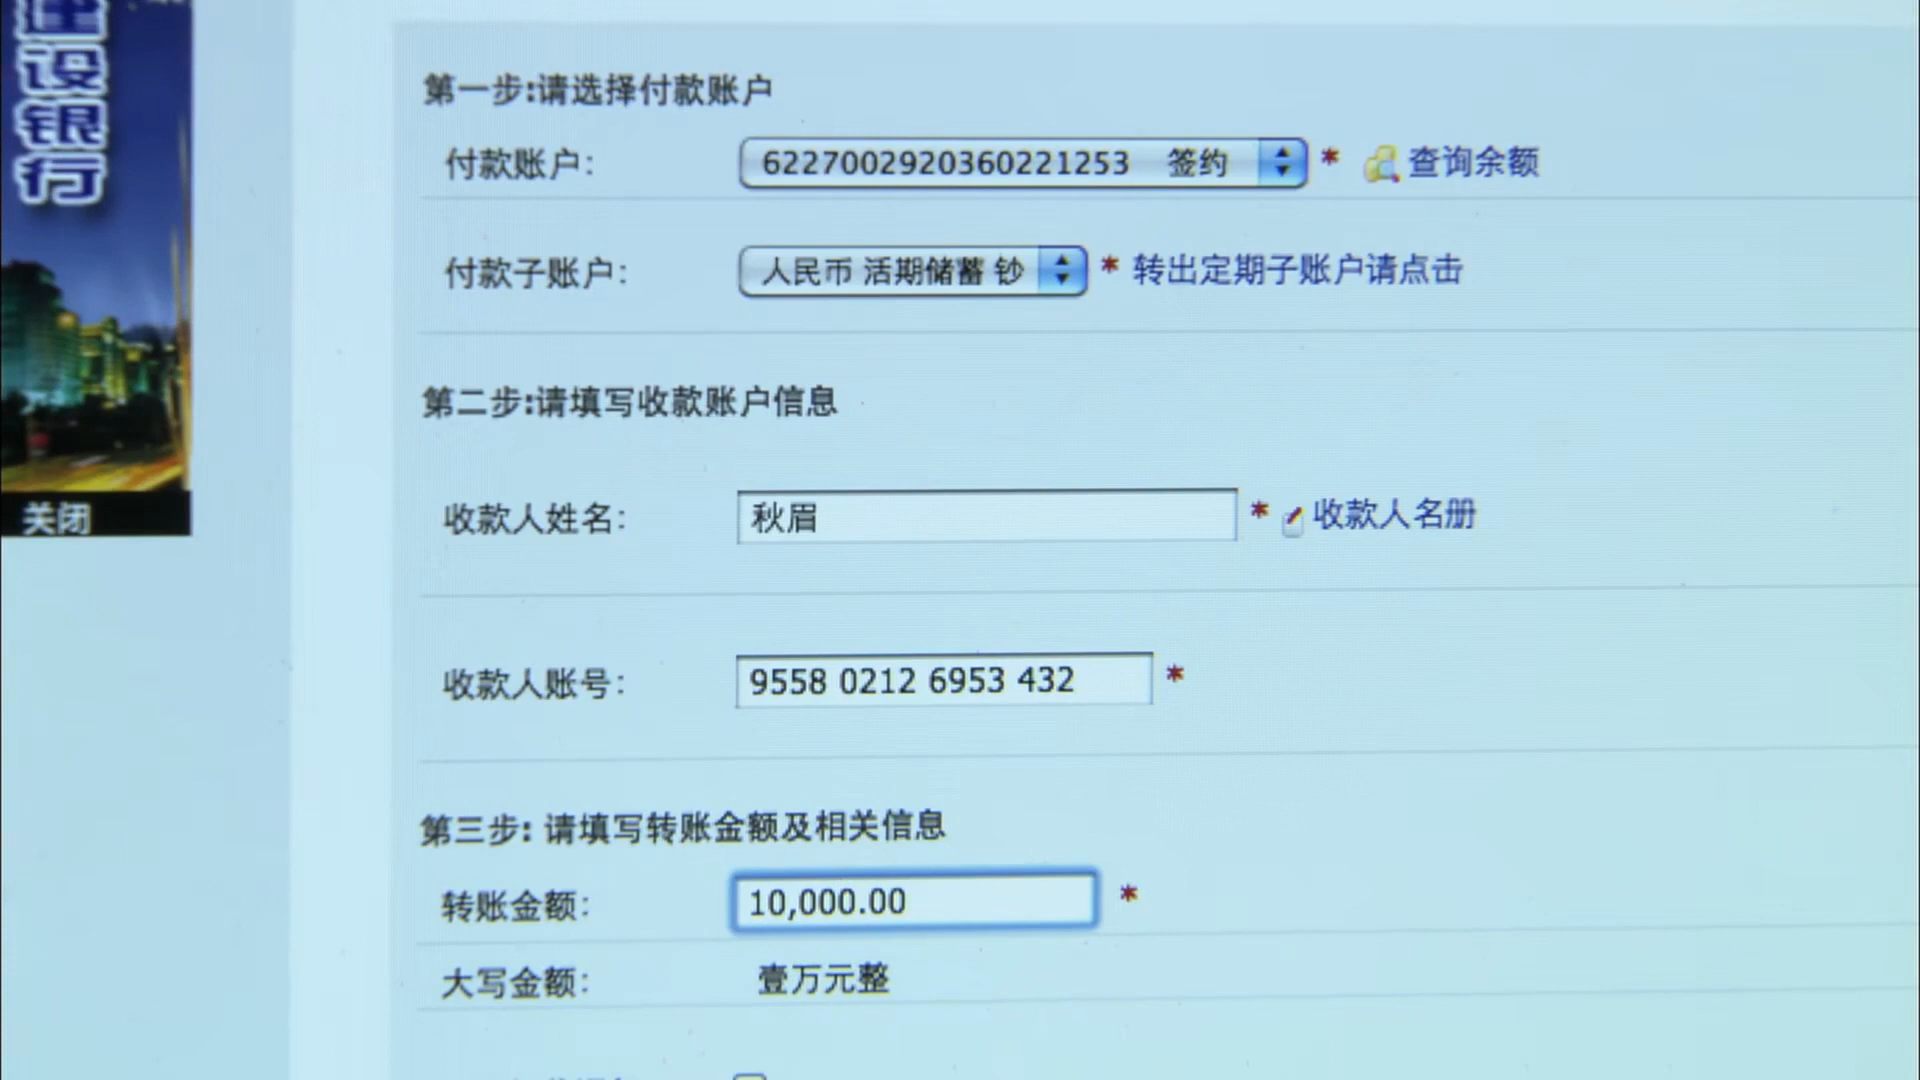 建设银行
关闭
第一步:请选择付款账户
付款账户: 6227002920360221253 签约 * 查询余额
付款子账户: 人民币 活期储蓄 钞 * 转出定期子账户请点击
第二步:请填写收款账户信息
收款人姓名: 秋眉 * 收款人名册
收款人账号: 9558 0212 6953 432 *
第三步: 请填写转账金额及相关信息
转账金额: 10,000.00 *
大写金额: 壹万元整